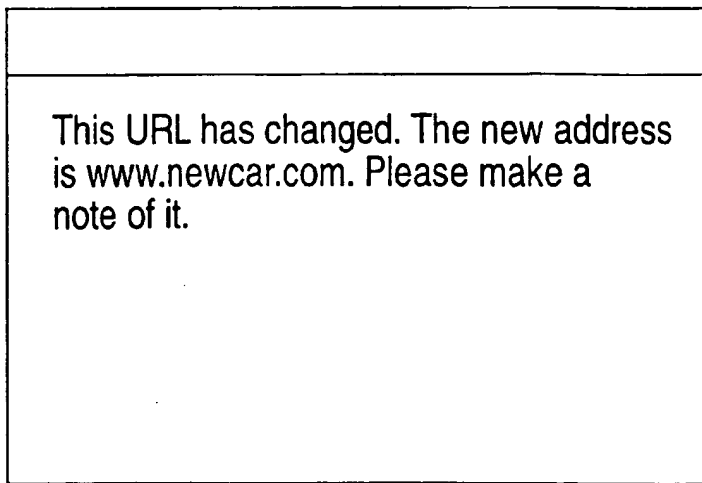 This URL has changed. The new address
is www.newcar.com. Please make a
note of it.